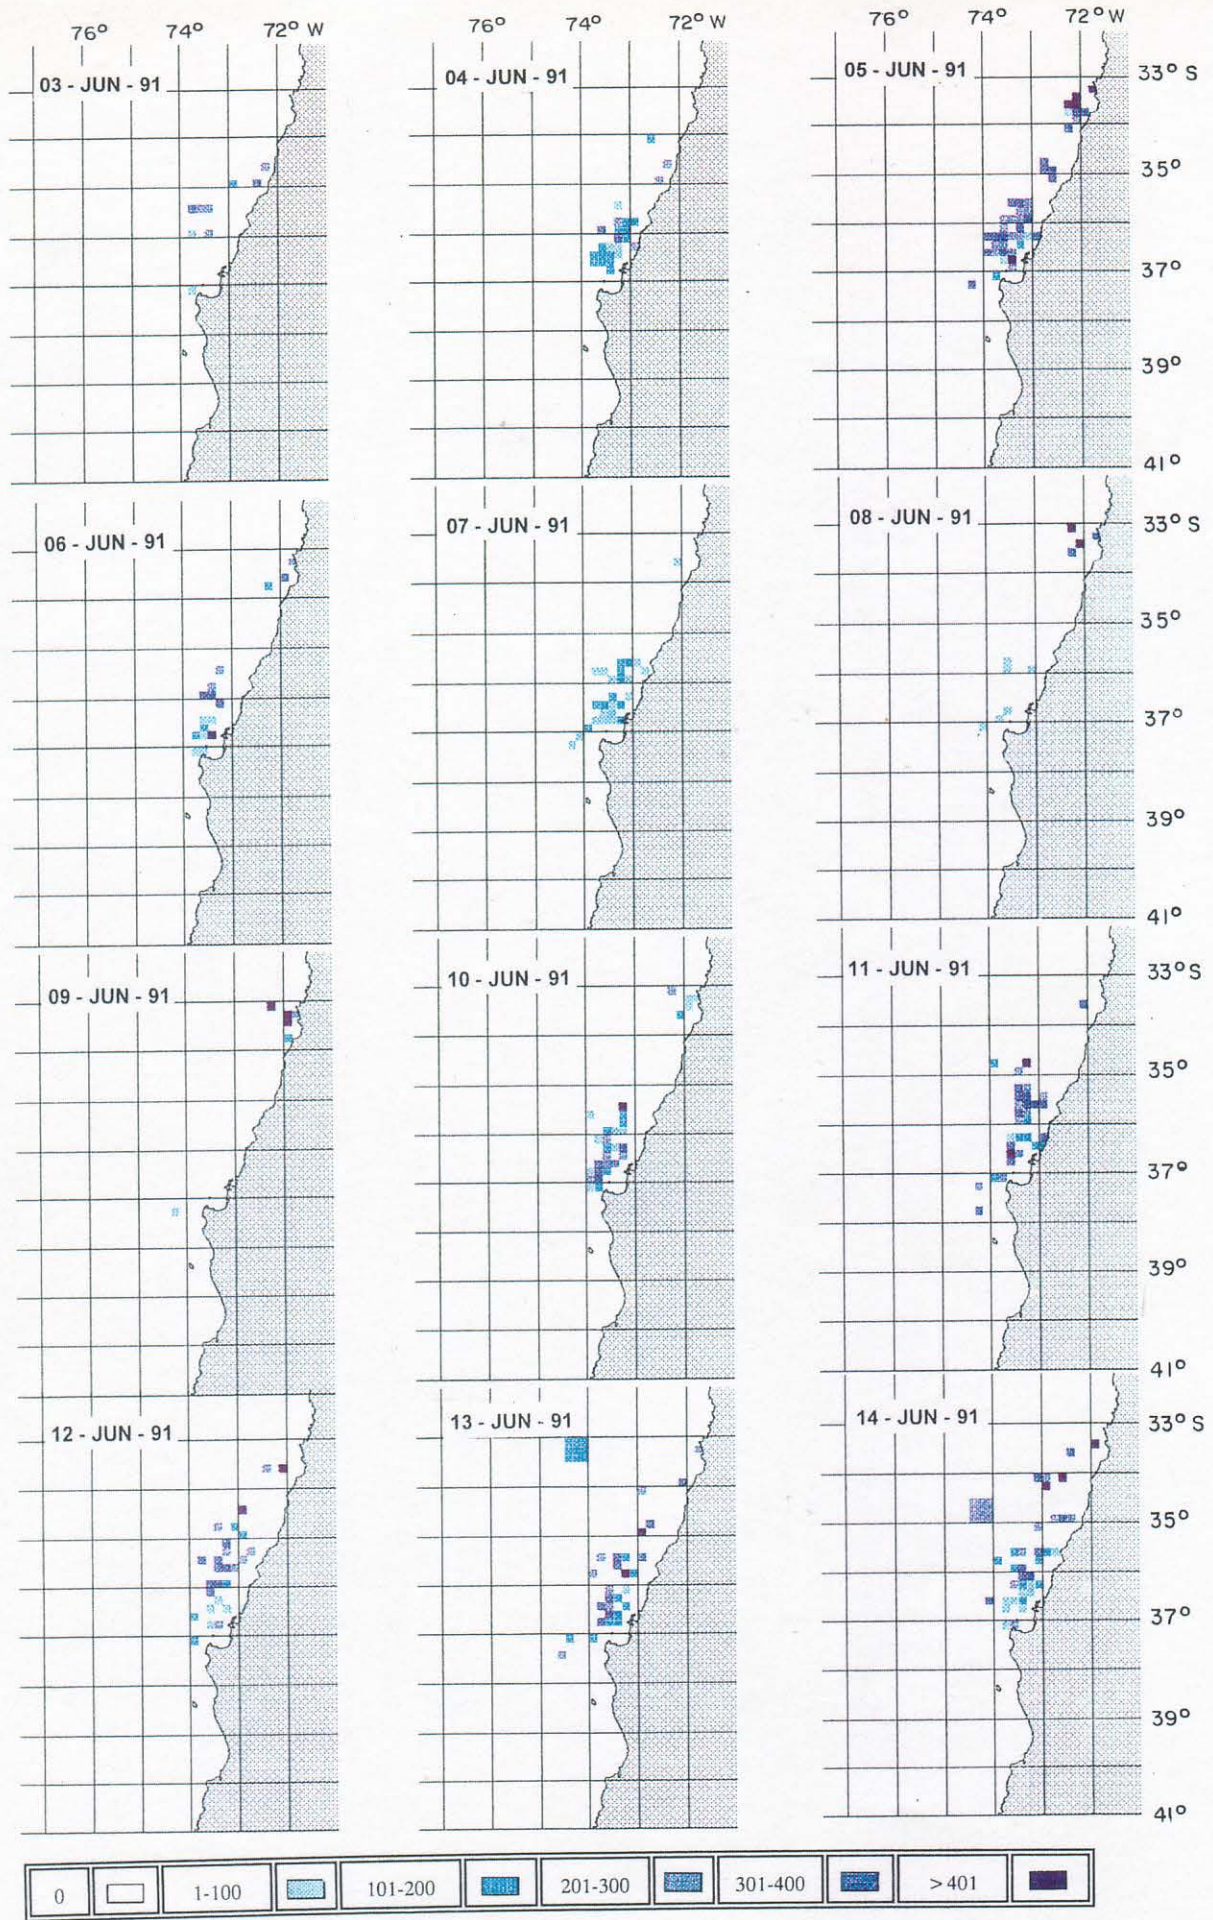 76° 74° 72° W 76° 74° 72° W 76° 74° 72° W
03 - JUN - 91
04 - JUN - 91
05 - JUN - 91
33° S
35°
37°
39°
41°
06 - JUN - 91
07 - JUN - 91
08 - JUN - 91
33° S
35°
37°
39°
41°
09 - JUN - 91
10 - JUN - 91
11 - JUN - 91
33° S
35°
37°
39°
41°
12 - JUN - 91
13 - JUN - 91
14 - JUN - 91
33° S
35°
37°
39°
41°
0 1-100 101-200 201-300 301-400 > 401